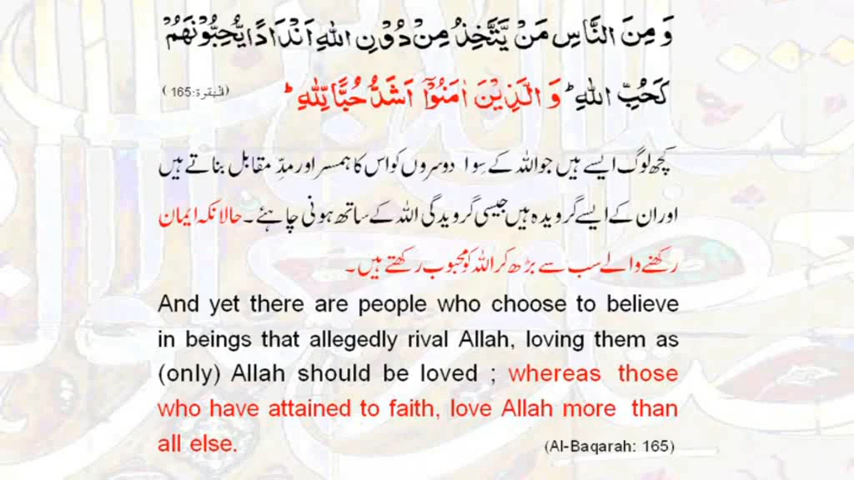 وَمِنَ النَّاسِ مَنْ يَّتَّخِذُ مِنْ دُوْنِ اللهِ اَنْدَادًا يُّحِبُّوْنَهُمْ
كَحُبِّ اللهِ ؕ وَ الَّذِيْنَ اٰمَنُوْۤا اَشَدُّ حُبًّا لِّلّٰهِ ؕ (البقرة:165)
کچھ لوگ ایسے ہیں جو اللہ کے سوا دوسروں کو اس کا ہمسر اور مدِّ مقابل بناتے ہیں
اور ان کے ایسے گرویدہ ہیں جیسی گرویدگی اللہ کے ساتھ ہونی چاہئے۔ حالانکہ ایمان
رکھنے والے سب سے بڑھ کر اللہ کو محبوب رکھتے ہیں۔
And yet there are people who choose to believe
in beings that allegedly rival Allah, loving them as
(only) Allah should be loved ; whereas those
who have attained to faith, love Allah more than
all else. (Al-Baqarah: 165)